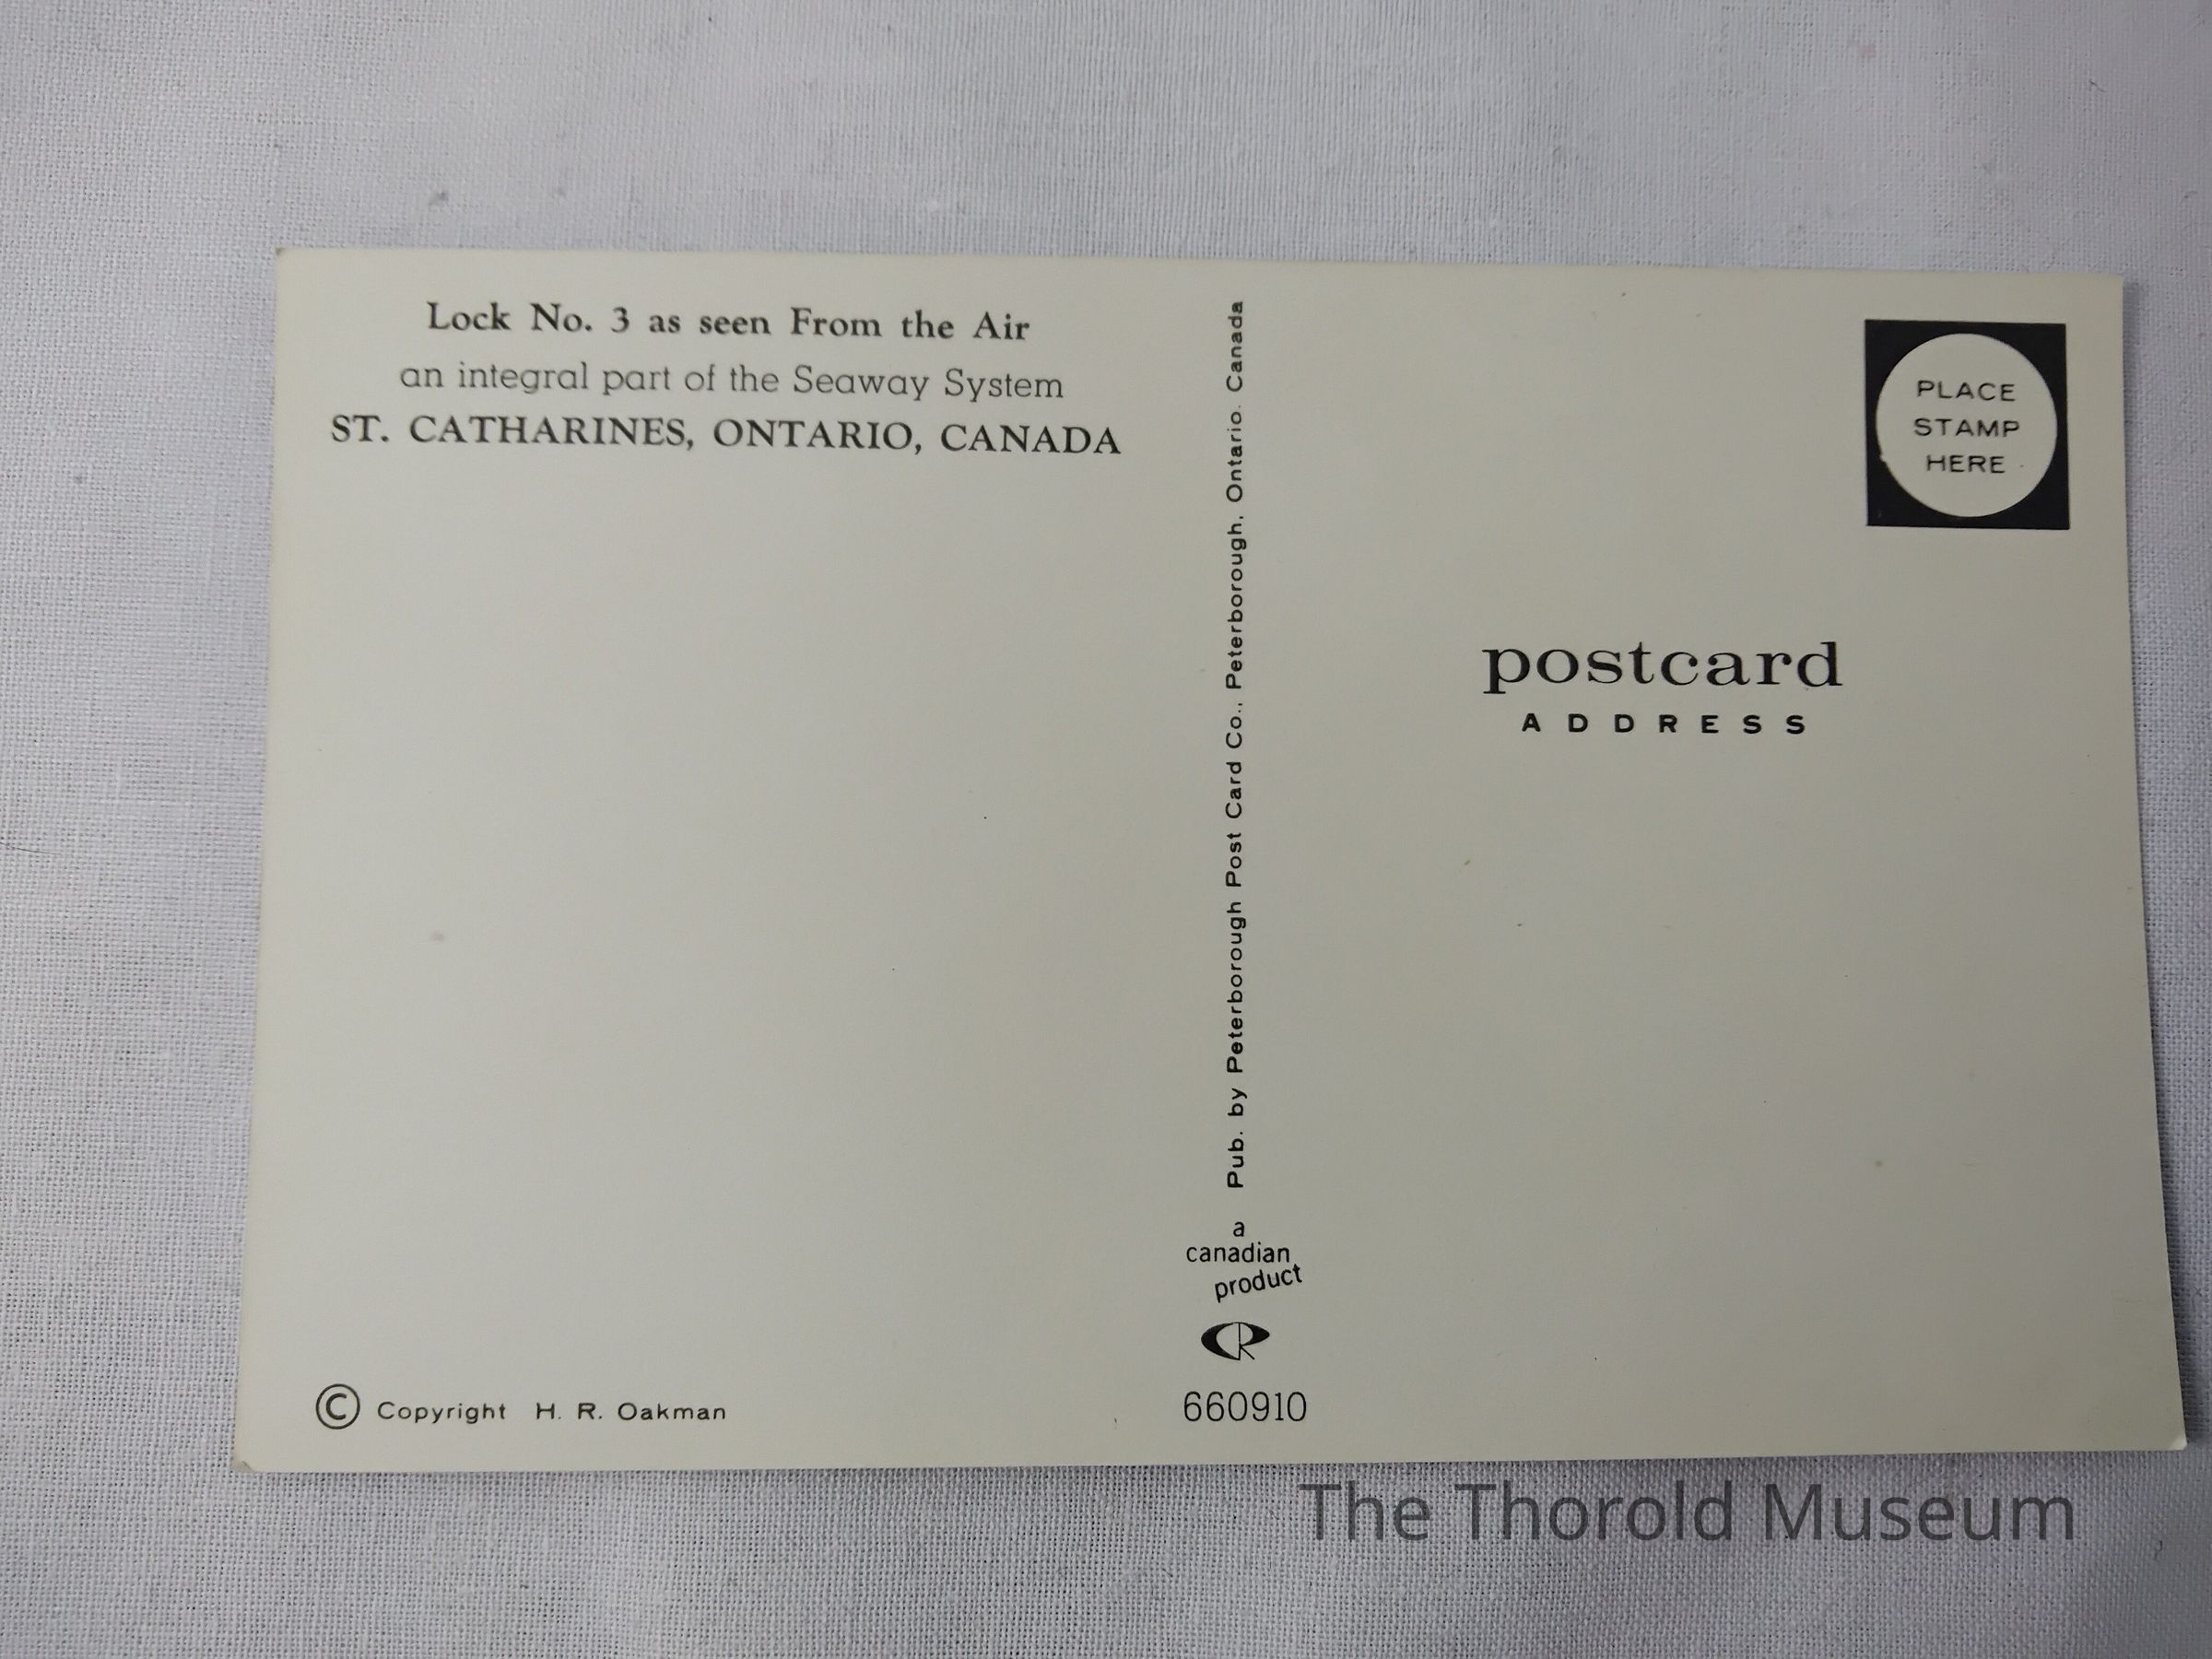 Lock No. 3 as seen From the Air
an integral part of the Seaway System
ST. CATHARINES, ONTARIO, CANADA
© Copyright H. R. Oakman
Pub. by Peterborough Post Card Co., Peterborough, Ontario. Canada
a
canadian
product
CR
660910
PLACE
STAMP
HERE
postcard
ADDRESS
The Thorold Museum